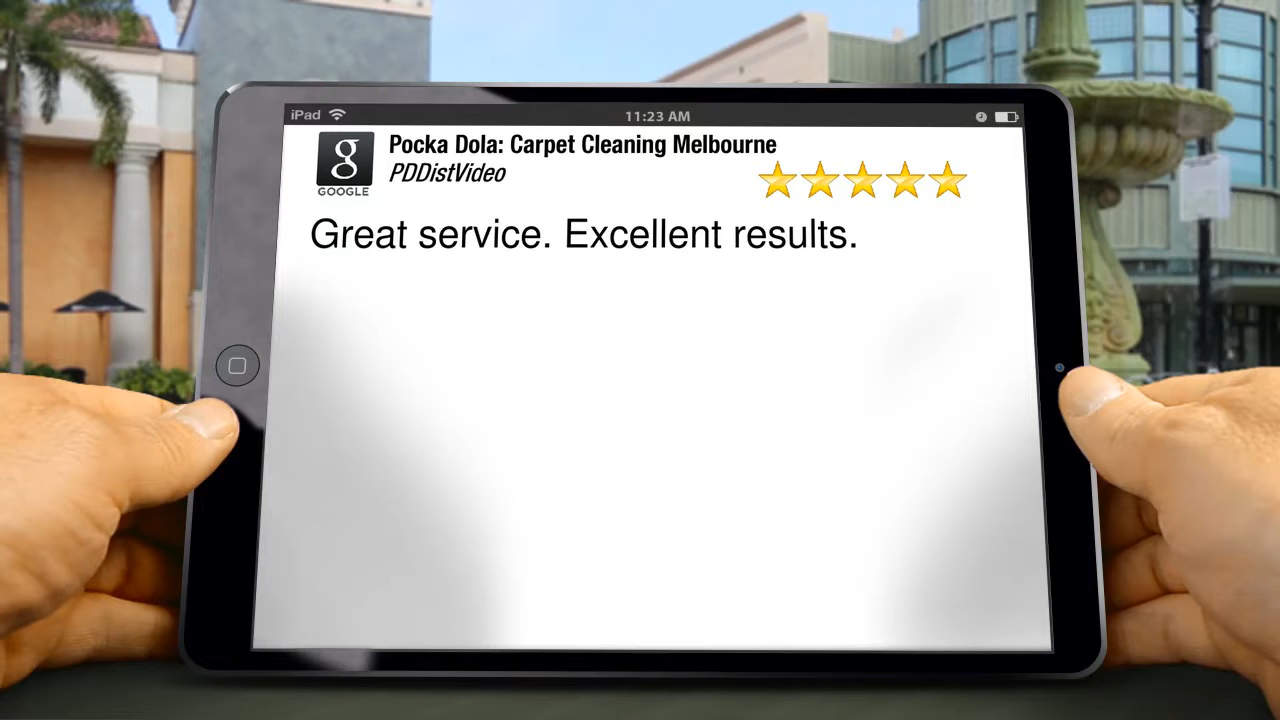 iPad 11:23 AM
Pocka Dola: Carpet Cleaning Melbourne
g
GOOGLE
PDDistVideo
Great service. Excellent results.